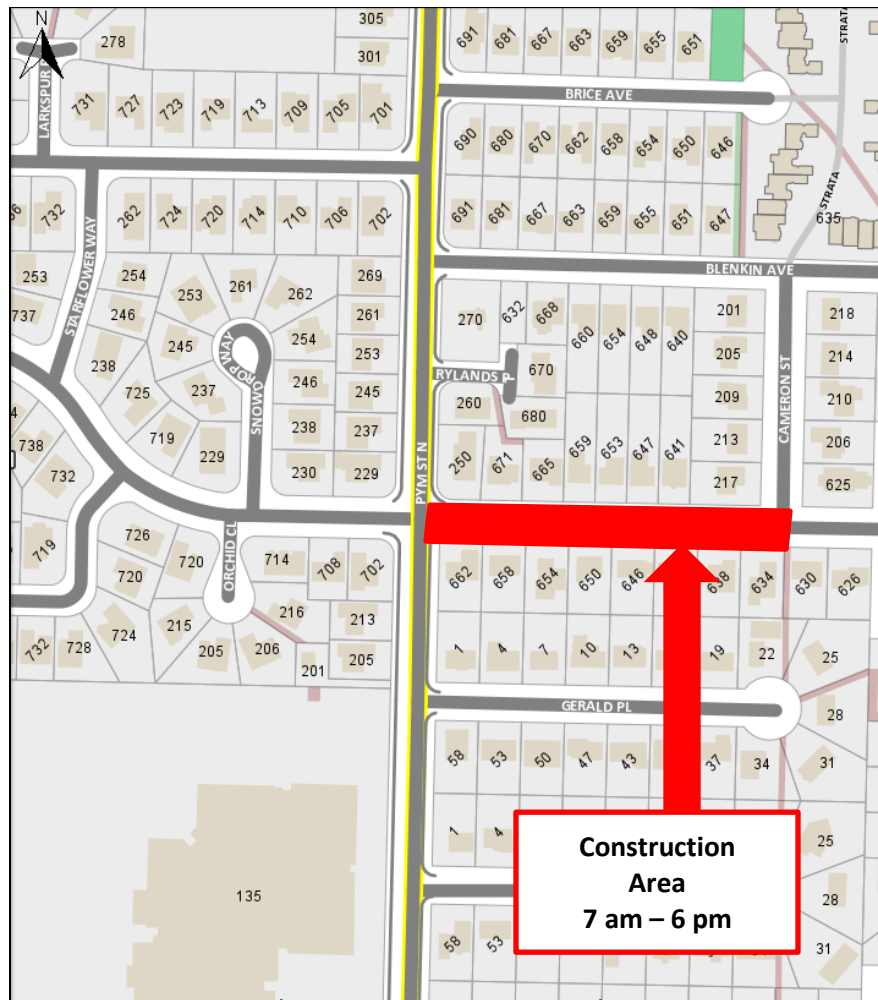 N
305
278
301
LARKSPUR
731 727 723 719 713 709 705 701
691 681 667 663 659 655 651
BRICE AVE
STRATA
690 680 670 662 658 654 650 646
STRATA
732
262 724 720 714 710 706 702
691 681 667 663 659 655 651 647
635
STARFLOWER WAY
BLENKIN AVE
253
254 253 261 262 269
737
246
261
270 632 668
201 218
245
254 253
660 654 648 640
205 214
SNOWDROP WAY
238
725 237 246 245
RYLANDS
670
CAMERON ST
209 210
260 680
738
719
238 237
213 206
732
229
230 229
PYM ST N
250 671 665 659 653 647 641
217 625
719
726
ORCHID CL
720
720 714 708 702
662 658 654 650 646 638 634 630 626
216 213
732 728 724 215 205 206 201 205
1 4 7 10 13 19 22 25
GERALD PL
28
58 53 50 47 43 37 34 31
1 4
25
135
Construction
Area
7 am – 6 pm
28
58 53
31